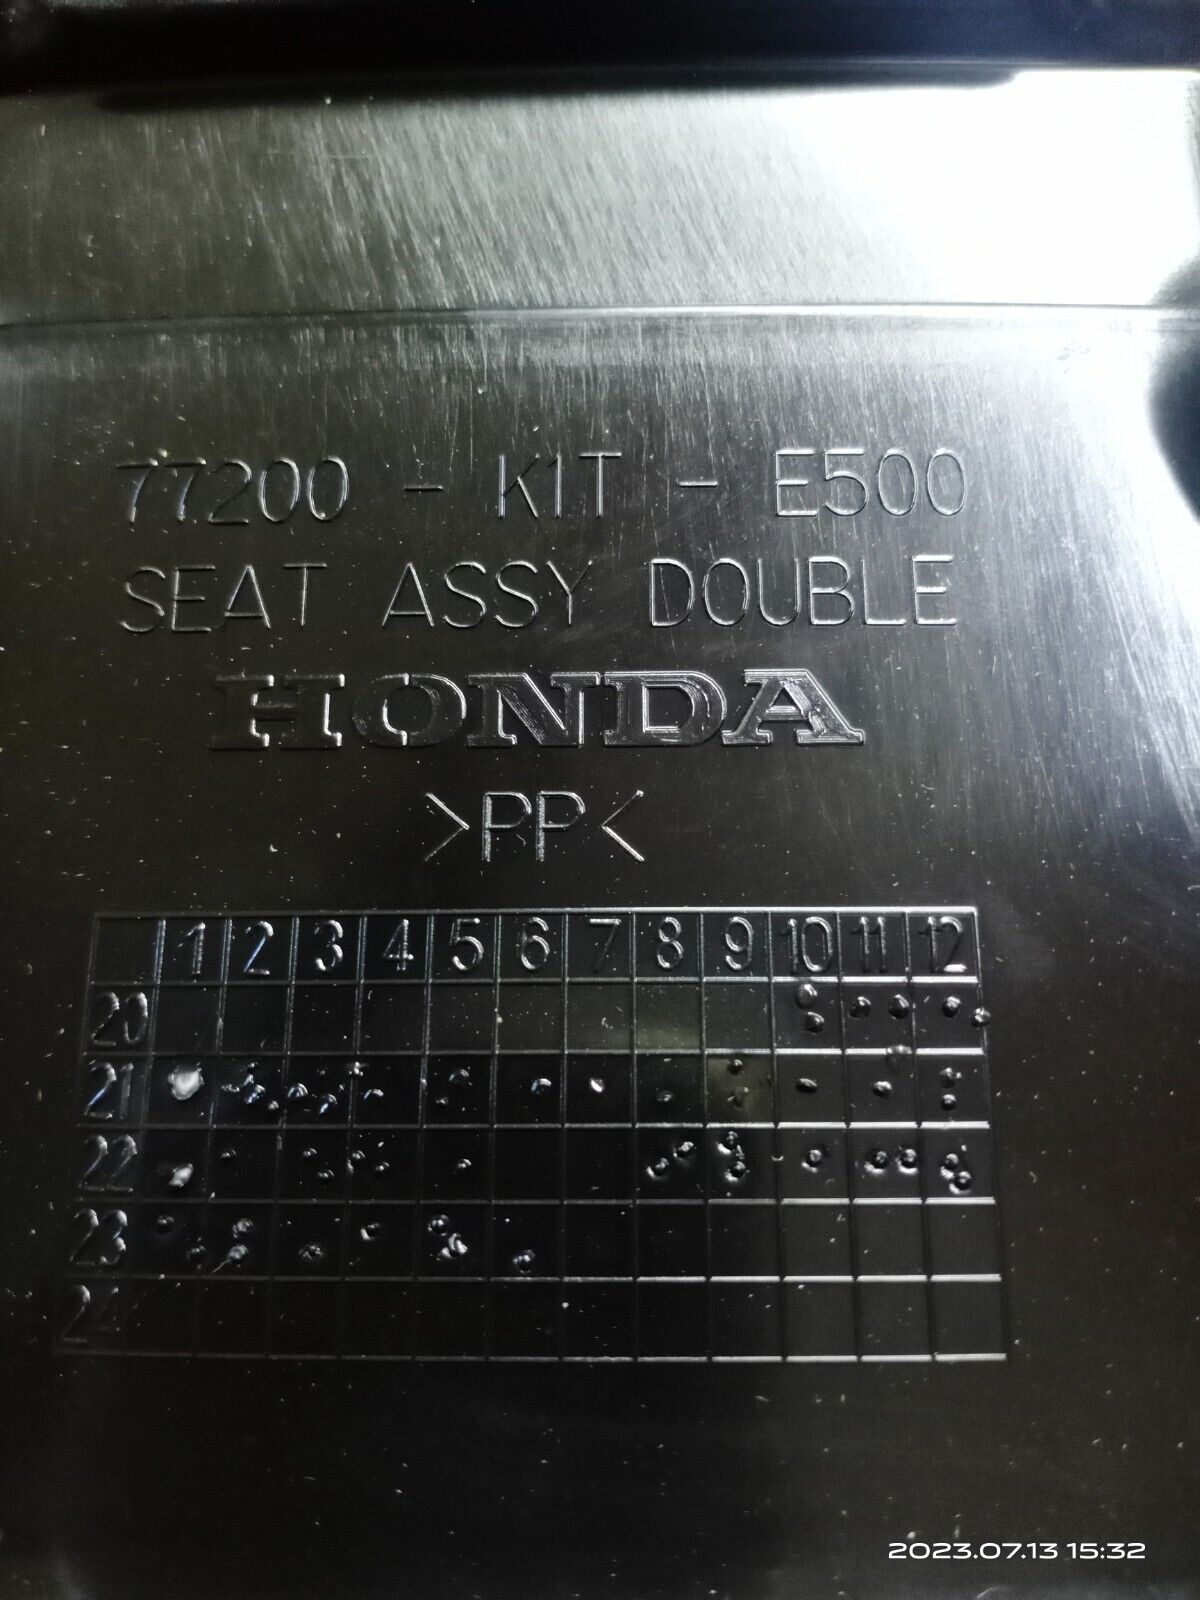 77200 - K1T - E500
SEAT ASSY DOUBLE
HONDA
>PP<
1 2 3 4 5 6 7 8 9 10 11 12
20
21
22
23
24
2023.07.13 15:32